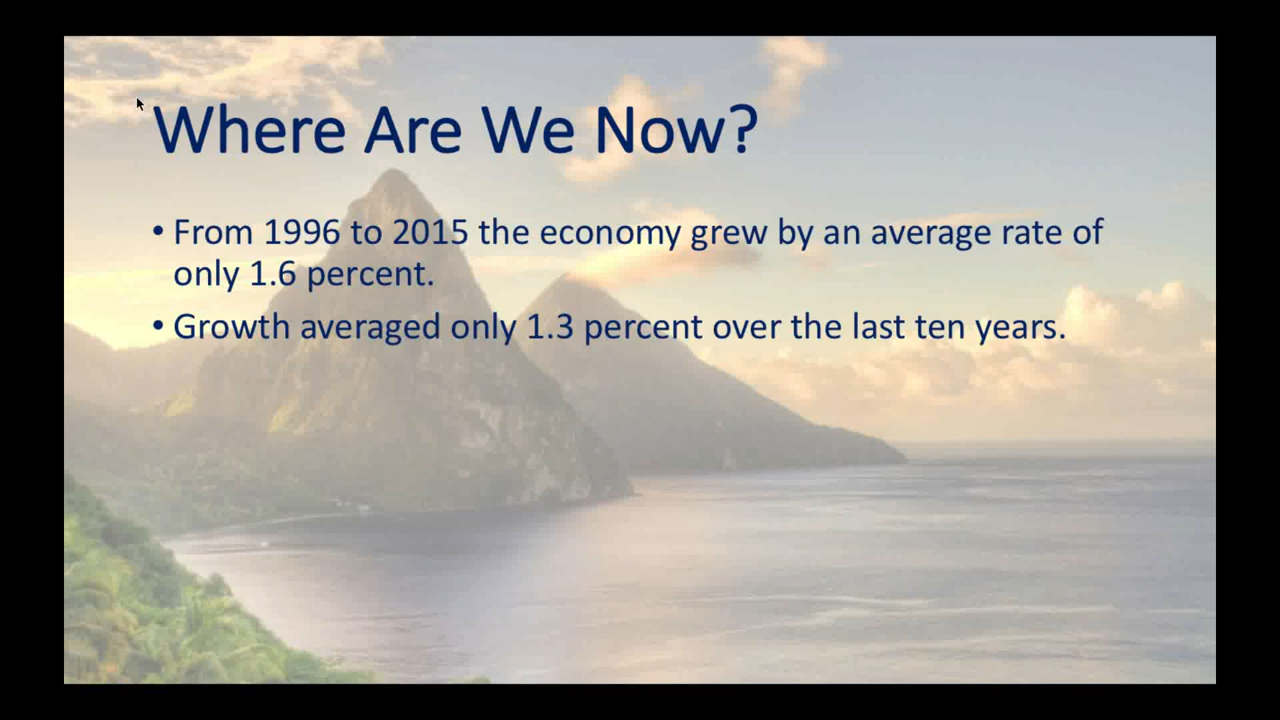 Where Are We Now?
• From 1996 to 2015 the economy grew by an average rate of
only 1.6 percent.
• Growth averaged only 1.3 percent over the last ten years.